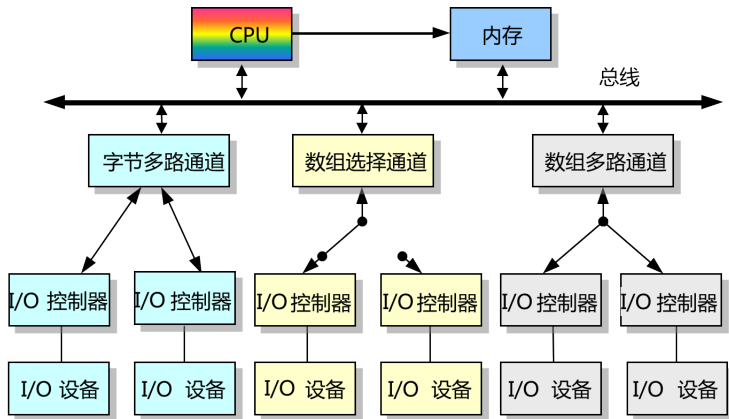 CPU
内存
总线
字节多路通道
数组选择通道
数组多路通道
I/O 控制器
I/O 控制器
I/O 控制器
I/O 控制器
I/O 控制器
I/O 控制器
I/O 设备
I/O 设备
I/O 设备
I/O 设备
I/O 设备
I/O 设备